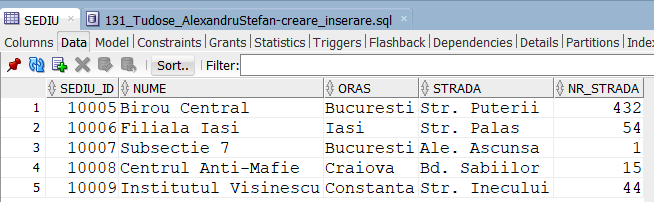 SEDIU 131_Tudose_AlexandruStefan-creare_inserare.sql
Columns Data Model Constraints Grants Statistics Triggers Flashback Dependencies Details Partitions Index
Sort.. Filter:
SEDIU_ID NUME ORAS STRADA NR_STRADA
1 10005 Birou Central Bucuresti Str. Puterii 432
2 10006 Filiala Iasi Iasi Str. Palas 54
3 10007 Subsectie 7 Bucuresti Ale. Ascunsa 1
4 10008 Centrul Anti-Mafie Craiova Bd. Sabiilor 15
5 10009 Institutul Visinescu Constanta Str. Inecului 44